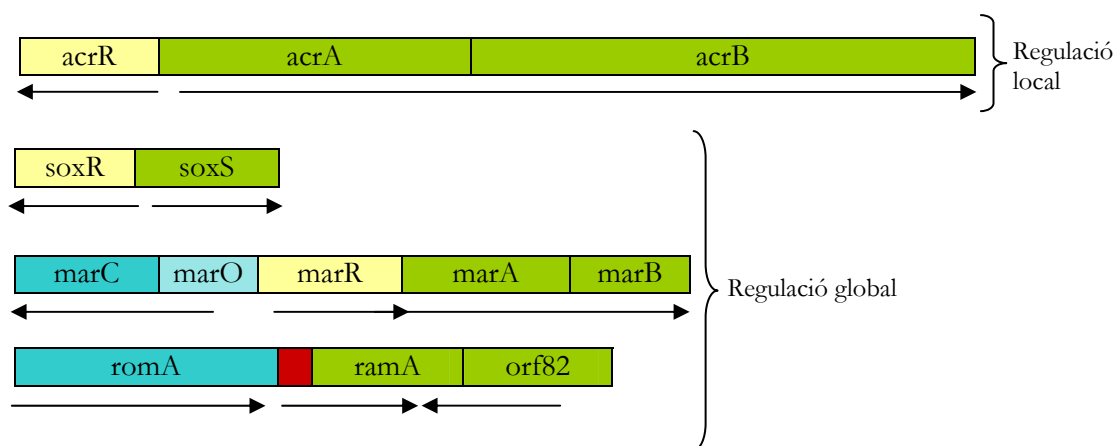 acrR acrA acrB
Regulació
local
soxR soxS
marC marO marR marA marB
Regulació global
romA ramA orf82